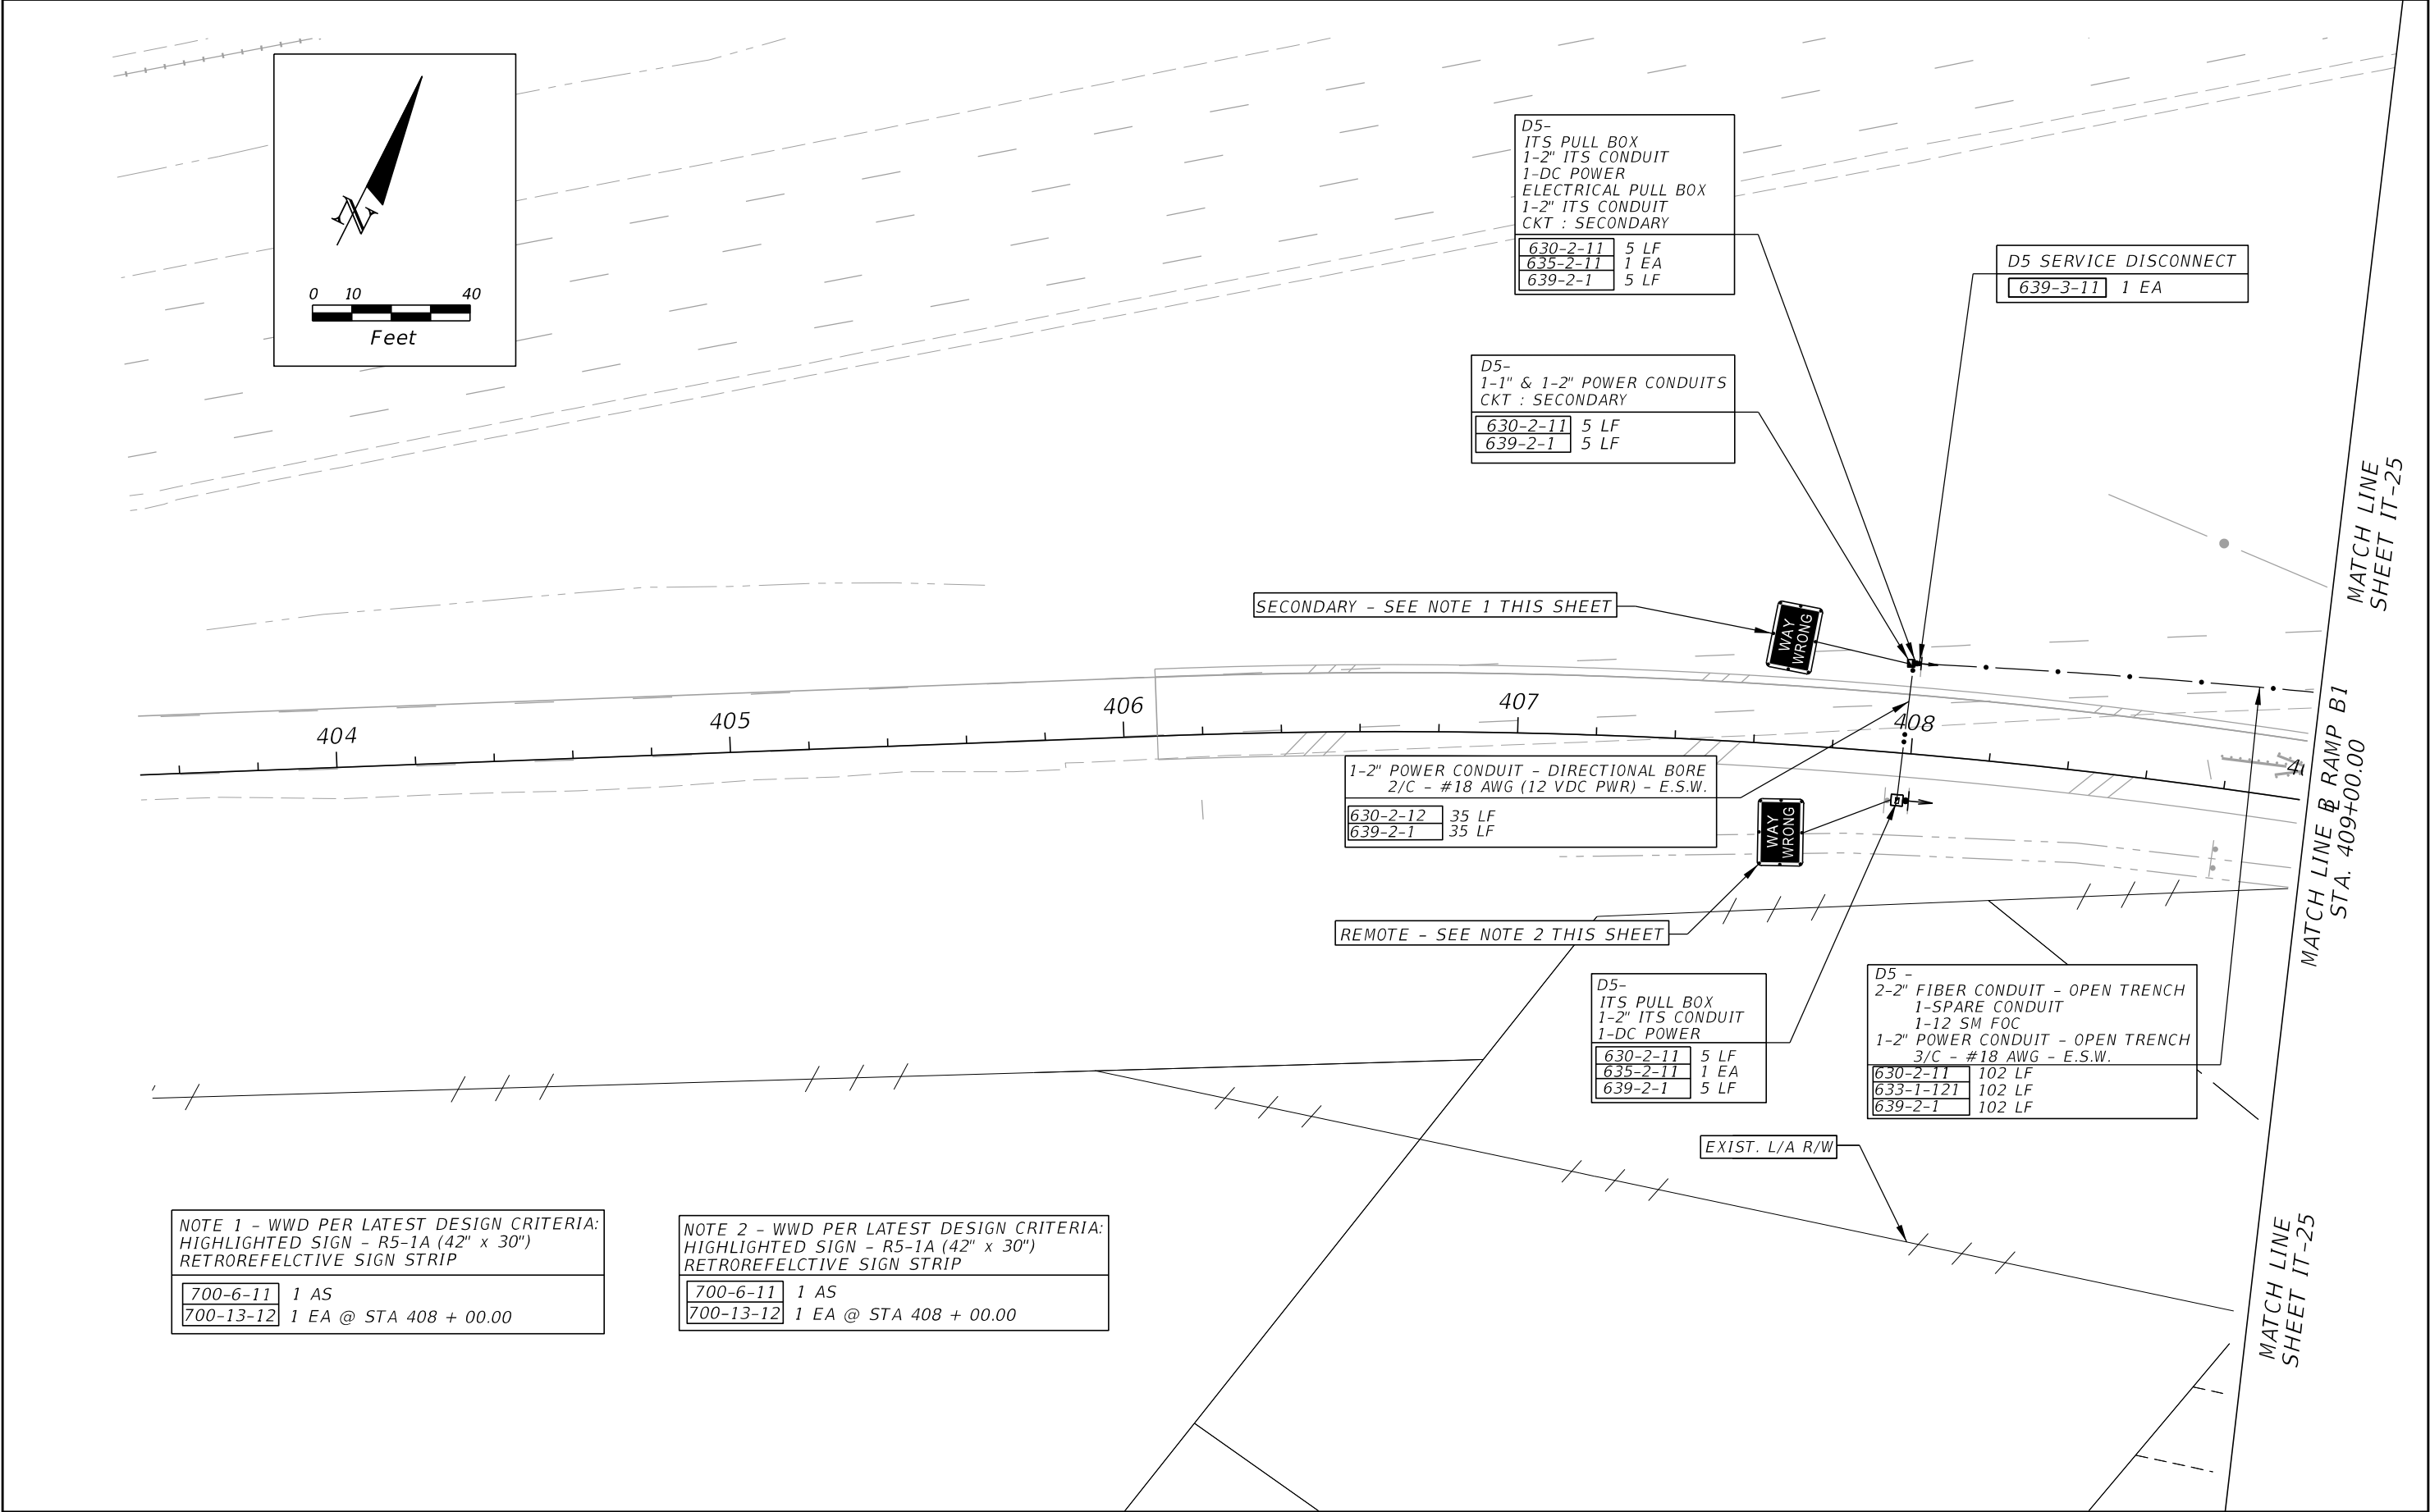 N
0 10 40
Feet
D5-
ITS PULL BOX
1-2" ITS CONDUIT
1-DC POWER
ELECTRICAL PULL BOX
1-2" ITS CONDUIT
CKT : SECONDARY
630-2-11 5 LF
635-2-11 1 EA
639-2-1 5 LF
D5 SERVICE DISCONNECT
639-3-11 1 EA
D5-
1-1" & 1-2" POWER CONDUITS
CKT : SECONDARY
630-2-11 5 LF
639-2-1 5 LF
MATCH LINE
SHEET IT-25
SECONDARY - SEE NOTE 1 THIS SHEET
WAY
WRONG
404
405
406
407
408
1-2" POWER CONDUIT - DIRECTIONAL BORE
2/C - #18 AWG (12 VDC PWR) - E.S.W.
630-2-12 35 LF
639-2-1 35 LF
WAY
WRONG
MATCH LINE B RAMP B1
STA. 409+00.00
REMOTE - SEE NOTE 2 THIS SHEET
D5-
ITS PULL BOX
1-2" ITS CONDUIT
1-DC POWER
630-2-11 5 LF
635-2-11 1 EA
639-2-1 5 LF
D5 -
2-2" FIBER CONDUIT - OPEN TRENCH
1-SPARE CONDUIT
1-12 SM FOC
1-2" POWER CONDUIT - OPEN TRENCH
3/C - #18 AWG - E.S.W.
630-2-11 102 LF
633-1-121 102 LF
639-2-1 102 LF
EXIST. L/A R/W
NOTE 1 - WWD PER LATEST DESIGN CRITERIA:
HIGHLIGHTED SIGN - R5-1A (42" x 30")
RETROREFELCTIVE SIGN STRIP
700-6-11 1 AS
700-13-12 1 EA @ STA 408 + 00.00
NOTE 2 - WWD PER LATEST DESIGN CRITERIA:
HIGHLIGHTED SIGN - R5-1A (42" x 30")
RETROREFELCTIVE SIGN STRIP
700-6-11 1 AS
700-13-12 1 EA @ STA 408 + 00.00
MATCH LINE
SHEET IT-25